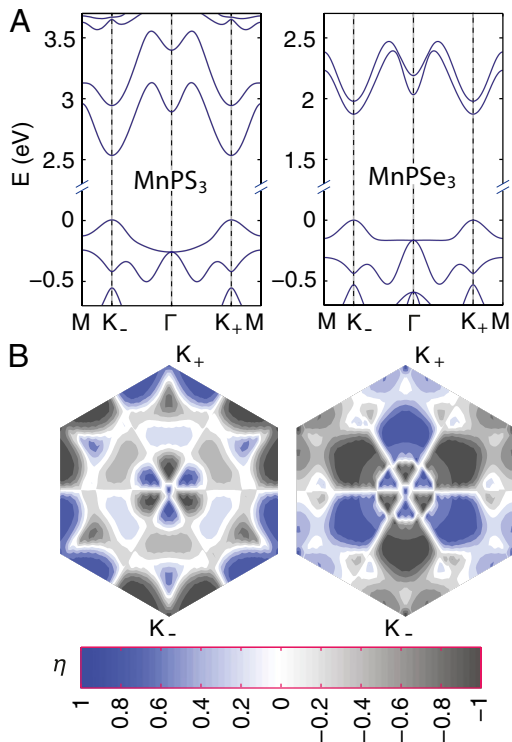 A
E (eV)
3.5
3
2.5
0
−0.5
MnPS3
M K− Γ K+ M
2.5
2
1.5
0
−0.5
MnPSe3
M K− Γ K+ M
B
K+ K+
K− K−
η
1 0.8 0.6 0.4 0.2 0 −0.2 −0.4 −0.6 −0.8 −1